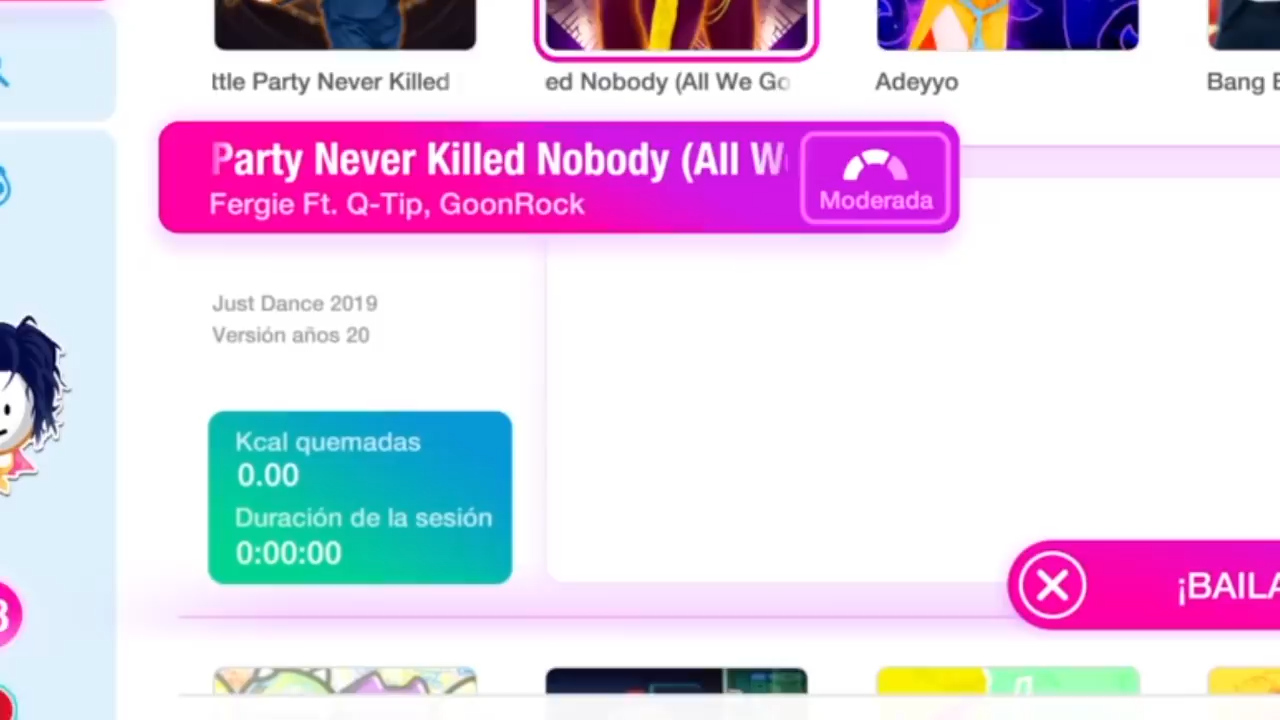 ttle Party Never Killed
ed Nobody (All We Go
Adeyyo
Bang
Party Never Killed Nobody (All We
Fergie Ft. Q-Tip, GoonRock
Moderada
Just Dance 2019
Versión años 20
Kcal quemadas
0.00
Duración de la sesión
0:00:00
¡BAILA